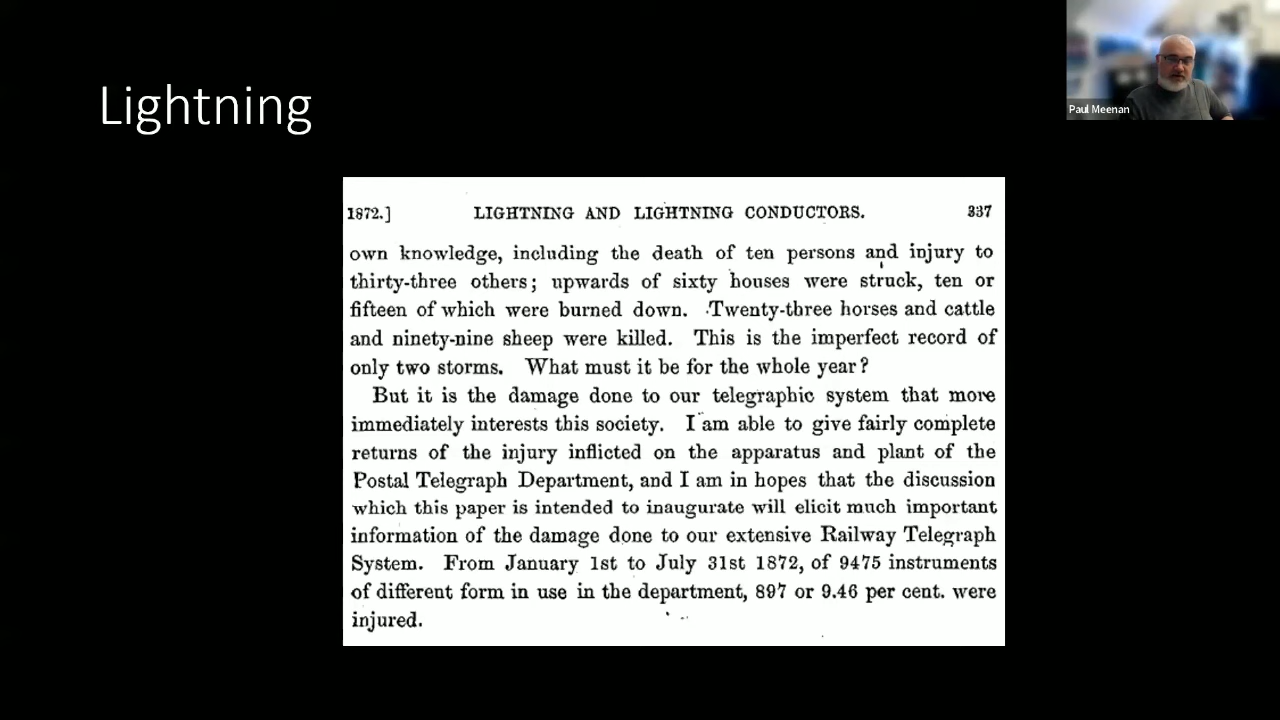 Lightning
Paul Meenan
1872.] LIGHTNING AND LIGHTNING CONDUCTORS. 337
own knowledge, including the death of ten persons and injury to
thirty-three others; upwards of sixty houses were struck, ten or
fifteen of which were burned down. Twenty-three horses and cattle
and ninety-nine sheep were killed. This is the imperfect record of
only two storms. What must it be for the whole year?
But it is the damage done to our telegraphic system that more
immediately interests this society. I am able to give fairly complete
returns of the injury inflicted on the apparatus and plant of the
Postal Telegraph Department, and I am in hopes that the discussion
which this paper is intended to inaugurate will elicit much important
information of the damage done to our extensive Railway Telegraph
System. From January 1st to July 31st 1872, of 9475 instruments
of different form in use in the department, 897 or 9.46 per cent. were
injured.